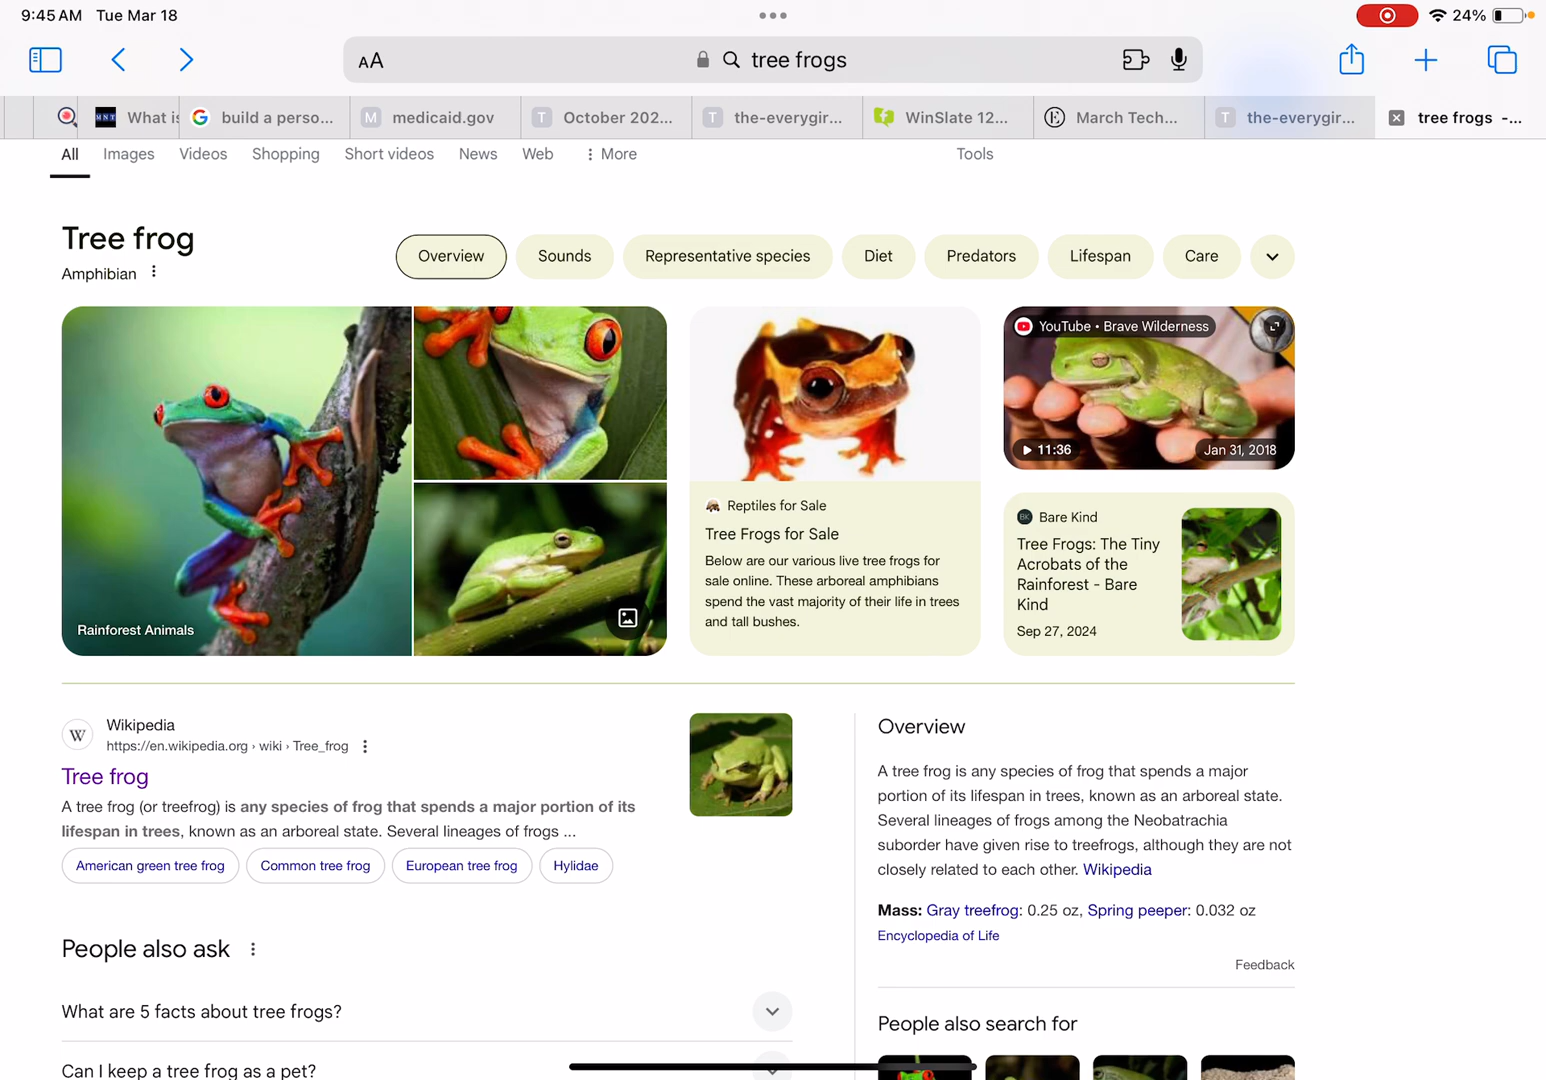 9:45 AM Tue Mar 18
24%
AA
tree frogs
What is
build a perso...
medicaid.gov
October 202...
the-everygir...
WinSlate 12...
March Tech...
the-everygir...
tree frogs -...
All
Images
Videos
Shopping
Short videos
News
Web
More
Tools
Tree frog
Amphibian
Overview
Sounds
Representative species
Diet
Predators
Lifespan
Care
Rainforest Animals
Reptiles for Sale
Tree Frogs for Sale
Below are our various live tree frogs for
sale online. These arboreal amphibians
spend the vast majority of their life in trees
and tall bushes.
YouTube • Brave Wilderness
11:36
Jan 31, 2018
BK Bare Kind
Tree Frogs: The Tiny
Acrobats of the
Rainforest - Bare
Kind
Sep 27, 2024
W
Wikipedia
https://en.wikipedia.org › wiki › Tree_frog
Tree frog
A tree frog (or treefrog) is any species of frog that spends a major portion of its
lifespan in trees, known as an arboreal state. Several lineages of frogs ...
American green tree frog
Common tree frog
European tree frog
Hylidae
People also ask
What are 5 facts about tree frogs?
Can I keep a tree frog as a pet?
Overview
A tree frog is any species of frog that spends a major
portion of its lifespan in trees, known as an arboreal state.
Several lineages of frogs among the Neobatrachia
suborder have given rise to treefrogs, although they are not
closely related to each other. Wikipedia
Mass: Gray treefrog: 0.25 oz, Spring peeper: 0.032 oz
Encyclopedia of Life
Feedback
People also search for